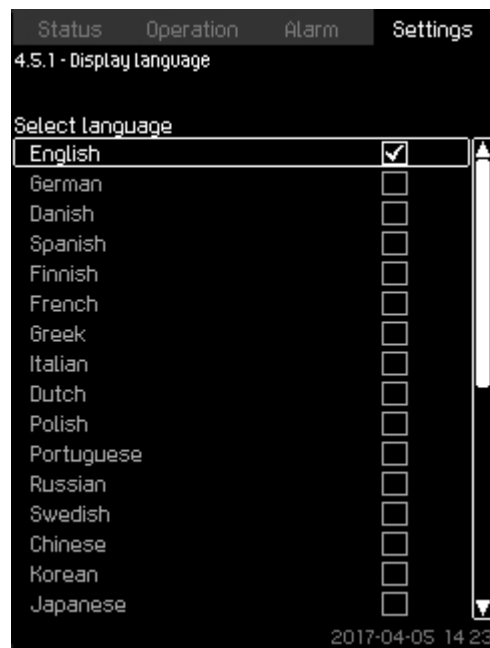 Status Operation Alarm Settings
4.5.1 - Display language
Select language
English
German
Danish
Spanish
Finnish
French
Greek
Italian
Dutch
Polish
Portuguese
Russian
Swedish
Chinese
Korean
Japanese
2017-04-05 14 23